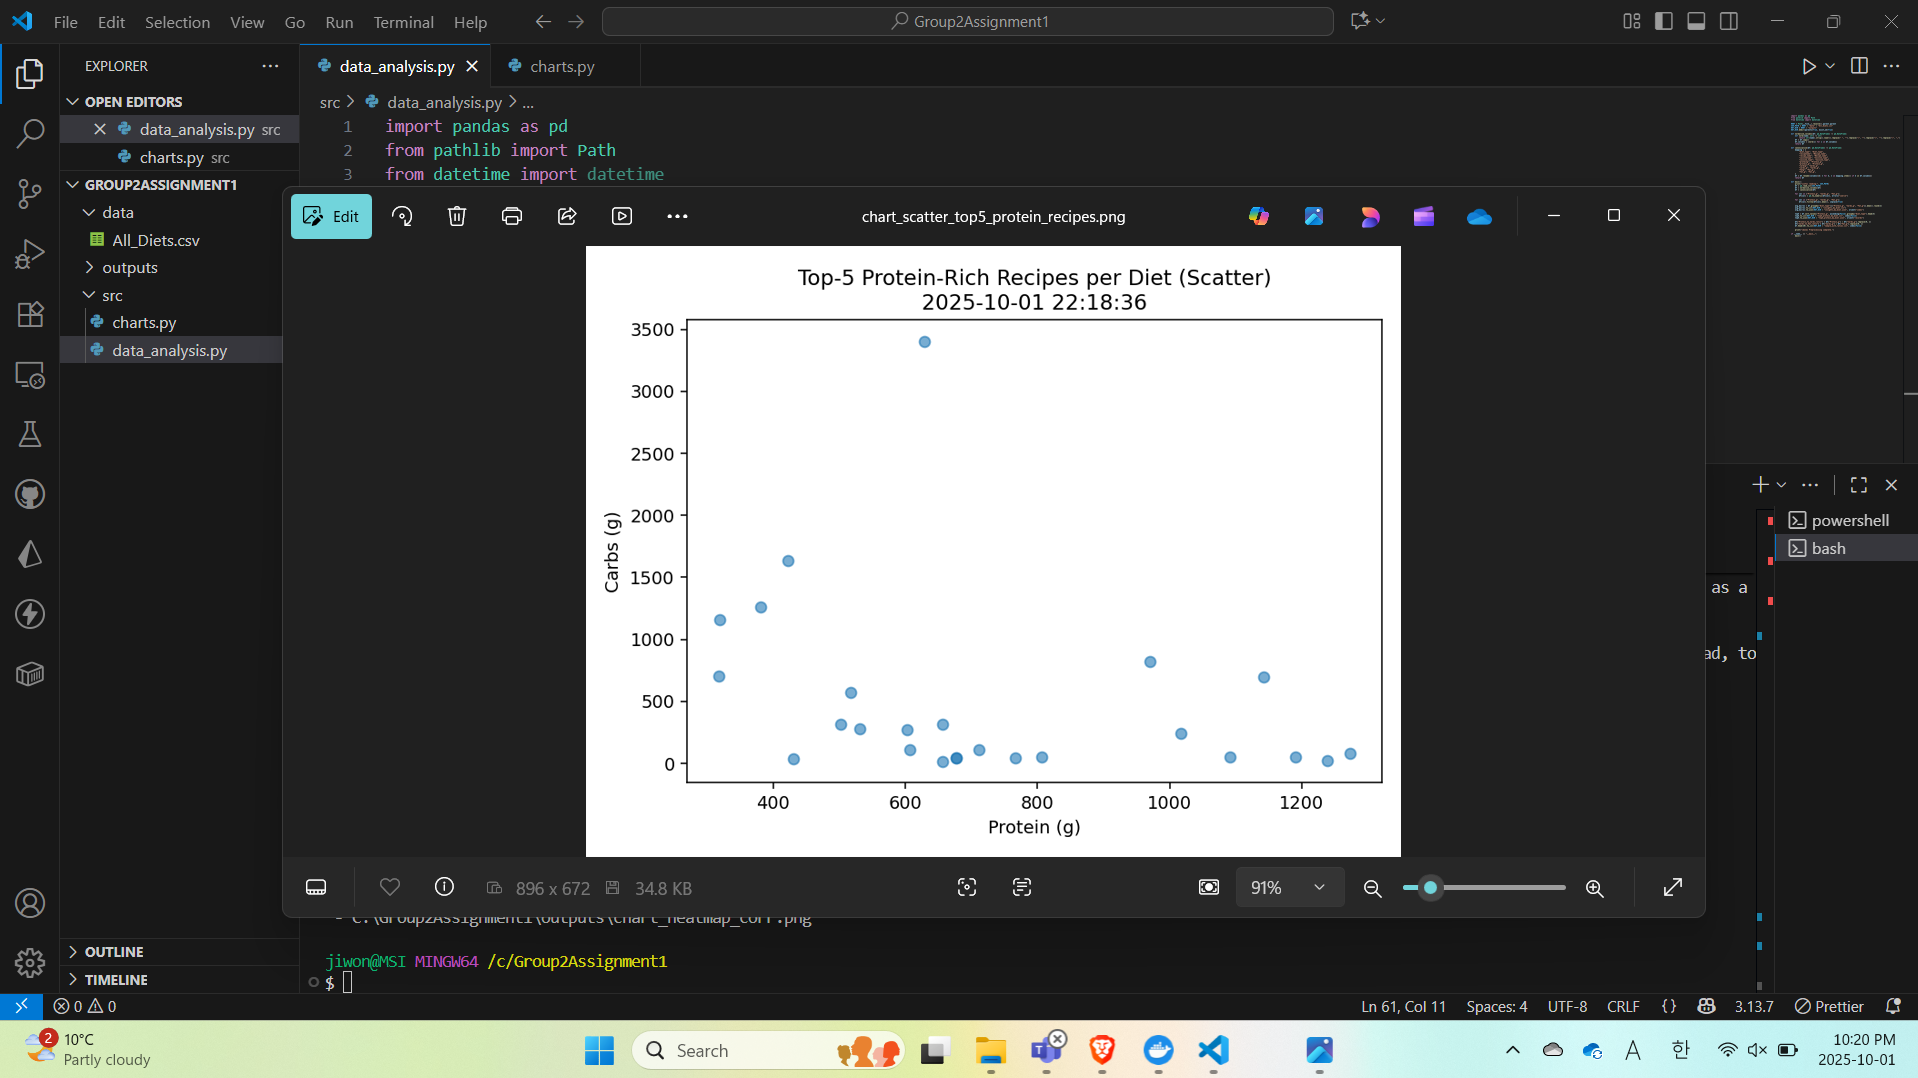 File Edit Selection View Go Run Terminal Help
Group2Assignment1
EXPLORER
OPEN EDITORS
data_analysis.py src
charts.py src
GROUP2ASSIGNMENT1
data
All_Diets.csv
outputs
src
charts.py
data_analysis.py
OUTLINE
TIMELINE
data_analysis.py
charts.py
src > data_analysis.py > ...
1 import pandas as pd
2 from pathlib import Path
3 from datetime import datetime
Edit
chart_scatter_top5_protein_recipes.png
Top-5 Protein-Rich Recipes per Diet (Scatter)
2025-10-01 22:18:36
3500
3000
2500
2000
1500
1000
500
0
Carbs (g)
400 600 800 1000 1200
Protein (g)
896 x 672 34.8 KB
91%
powershell
bash
as a
ad, to
- C:\Group2Assignment1\outputs\chart_heatmap_corr.png
jiwon@MSI MINGW64 /c/Group2Assignment1
$
0 0
Ln 61, Col 11 Spaces: 4 UTF-8 CRLF {} 3.13.7 Prettier
2
10°C
Partly cloudy
Search
A 한
10:20 PM
2025-10-01